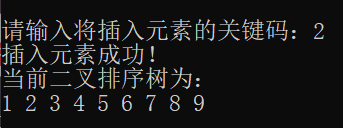 请输入将插入元素的关键码：2
插入元素成功！
当前二叉排序树为：
1 2 3 4 5 6 7 8 9